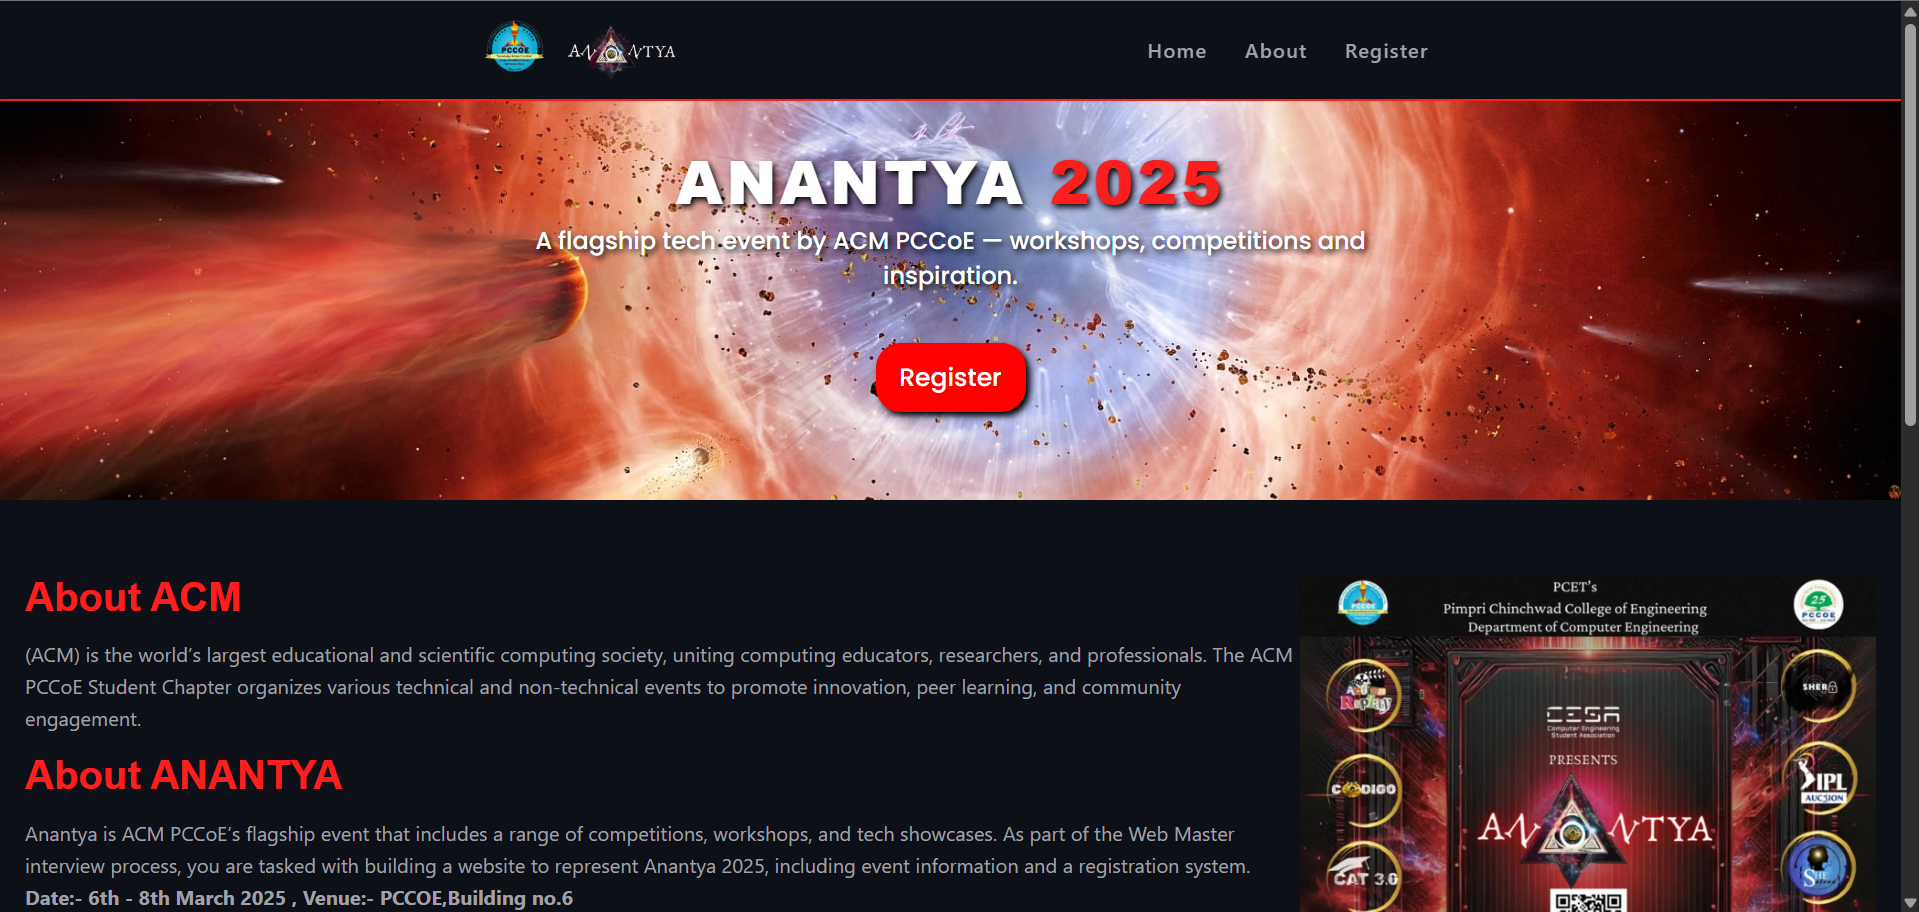 PCCOE
ANANTYA
Home About Register
ANANTYA 2025
A flagship tech event by ACM PCCoE — workshops, competitions and
inspiration.
Register
About ACM
(ACM) is the world’s largest educational and scientific computing society, uniting computing educators, researchers, and professionals. The ACM
PCCoE Student Chapter organizes various technical and non-technical events to promote innovation, peer learning, and community
engagement.
About ANANTYA
Anantya is ACM PCCoE’s flagship event that includes a range of competitions, workshops, and tech showcases. As part of the Web Master
interview process, you are tasked with building a website to represent Anantya 2025, including event information and a registration system.
Date:- 6th - 8th March 2025 , Venue:- PCCOE,Building no.6
PCET’s
Pimpri Chinchwad College of Engineering
Department of Computer Engineering
PCCOE
25
PCCOE
Replay
SHER
CESA
Computer Engineering
Student Association
PRESENTS
CODIGO
IPL
AUCSION
ANANTYA
CAT 3.0